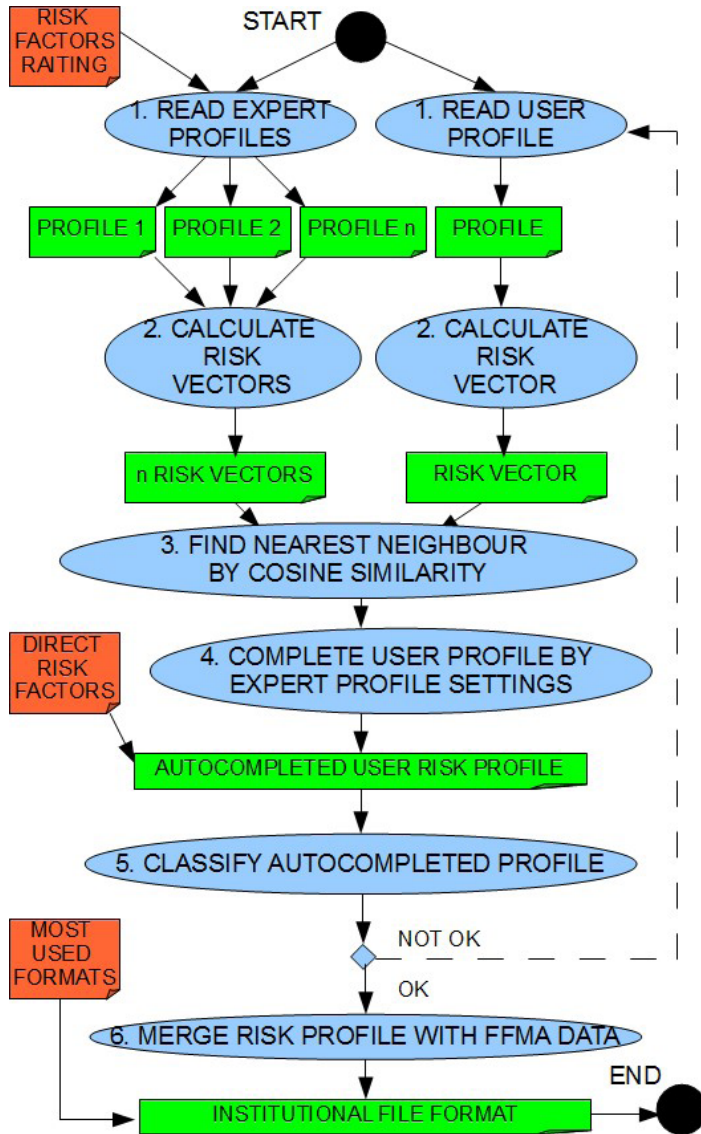 RISK
FACTORS
RAITING
START
1. READ EXPERT
PROFILES
1. READ USER
PROFILE
PROFILE 1
PROFILE 2
PROFILE n
PROFILE
2. CALCULATE
RISK
VECTORS
2. CALCULATE
RISK
VECTOR
n RISK VECTORS
RISK VECTOR
3. FIND NEAREST NEIGHBOUR
BY COSINE SIMILARITY
DIRECT
RISK
FACTORS
4. COMPLETE USER PROFILE BY
EXPERT PROFILE SETTINGS
AUTOCOMPLETED USER RISK PROFILE
5. CLASSIFY AUTOCOMPLETED PROFILE
MOST
USED
FORMATS
NOT OK
OK
6. MERGE RISK PROFILE WITH FFMA DATA
END
INSTITUTIONAL FILE FORMAT